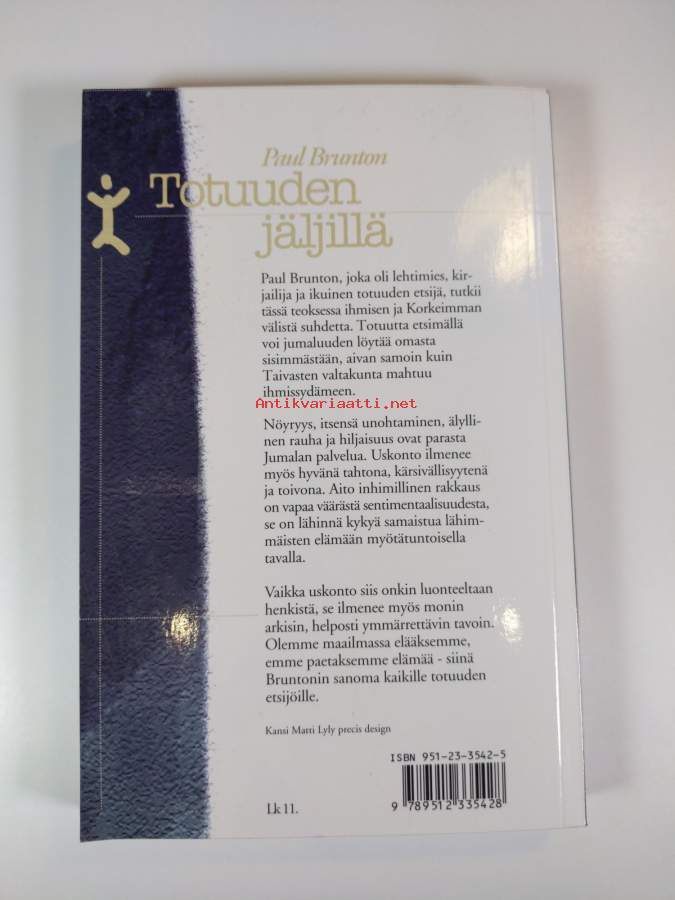 Paul Brunton
Totuuden
jäljillä
Paul Brunton, joka oli lehtimies, kir-
jailija ja ikuinen totuuden etsijä, tutkii
tässä teoksessa ihmisen ja Korkeimman
välistä suhdetta. Totuutta etsimällä
voi jumaluuden löytää omasta
sisimmästään, aivan samoin kuin
Taivasten valtakunta mahtuu
ihmissydämeen.
Antikvariaatti.net
Nöyryys, itsensä unohtaminen, älylli-
nen rauha ja hiljaisuus ovat parasta
Jumalan palvelua. Uskonto ilmenee
myös hyvänä tahtona, kärsivällisyytenä
ja toivona. Aito inhimillinen rakkaus
on vapaa väärästä sentimentaalisuudesta,
se on lähinnä kykyä samaistua lähim-
mäisten elämään myötätuntoisella
tavalla.
Vaikka uskonto siis onkin luonteeltaan
henkistä, se ilmenee myös monin
arkisin, helposti ymmärrettävin tavoin.
Olemme maailmassa elääksemme,
emme paetaksemme elämää - siinä
Bruntonin sanoma kaikille totuuden
etsijöille.
Kansi Matti Lyly precis design
ISBN 951-23-3542-5
9 789512 335428
Lk 11.